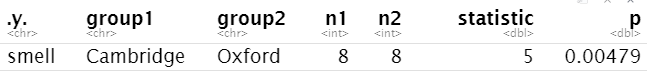 .y. group1 group2 n1 n2 statistic p
<chr> <chr> <chr> <int> <int> <dbl> <dbl>
smell Cambridge Oxford 8 8 5 0.00479